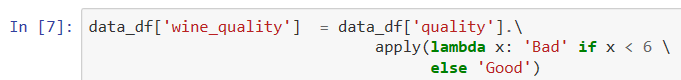 In [7]: data_df['wine_quality']  = data_df['quality'].\
apply(lambda x: 'Bad' if x < 6 \
else 'Good')